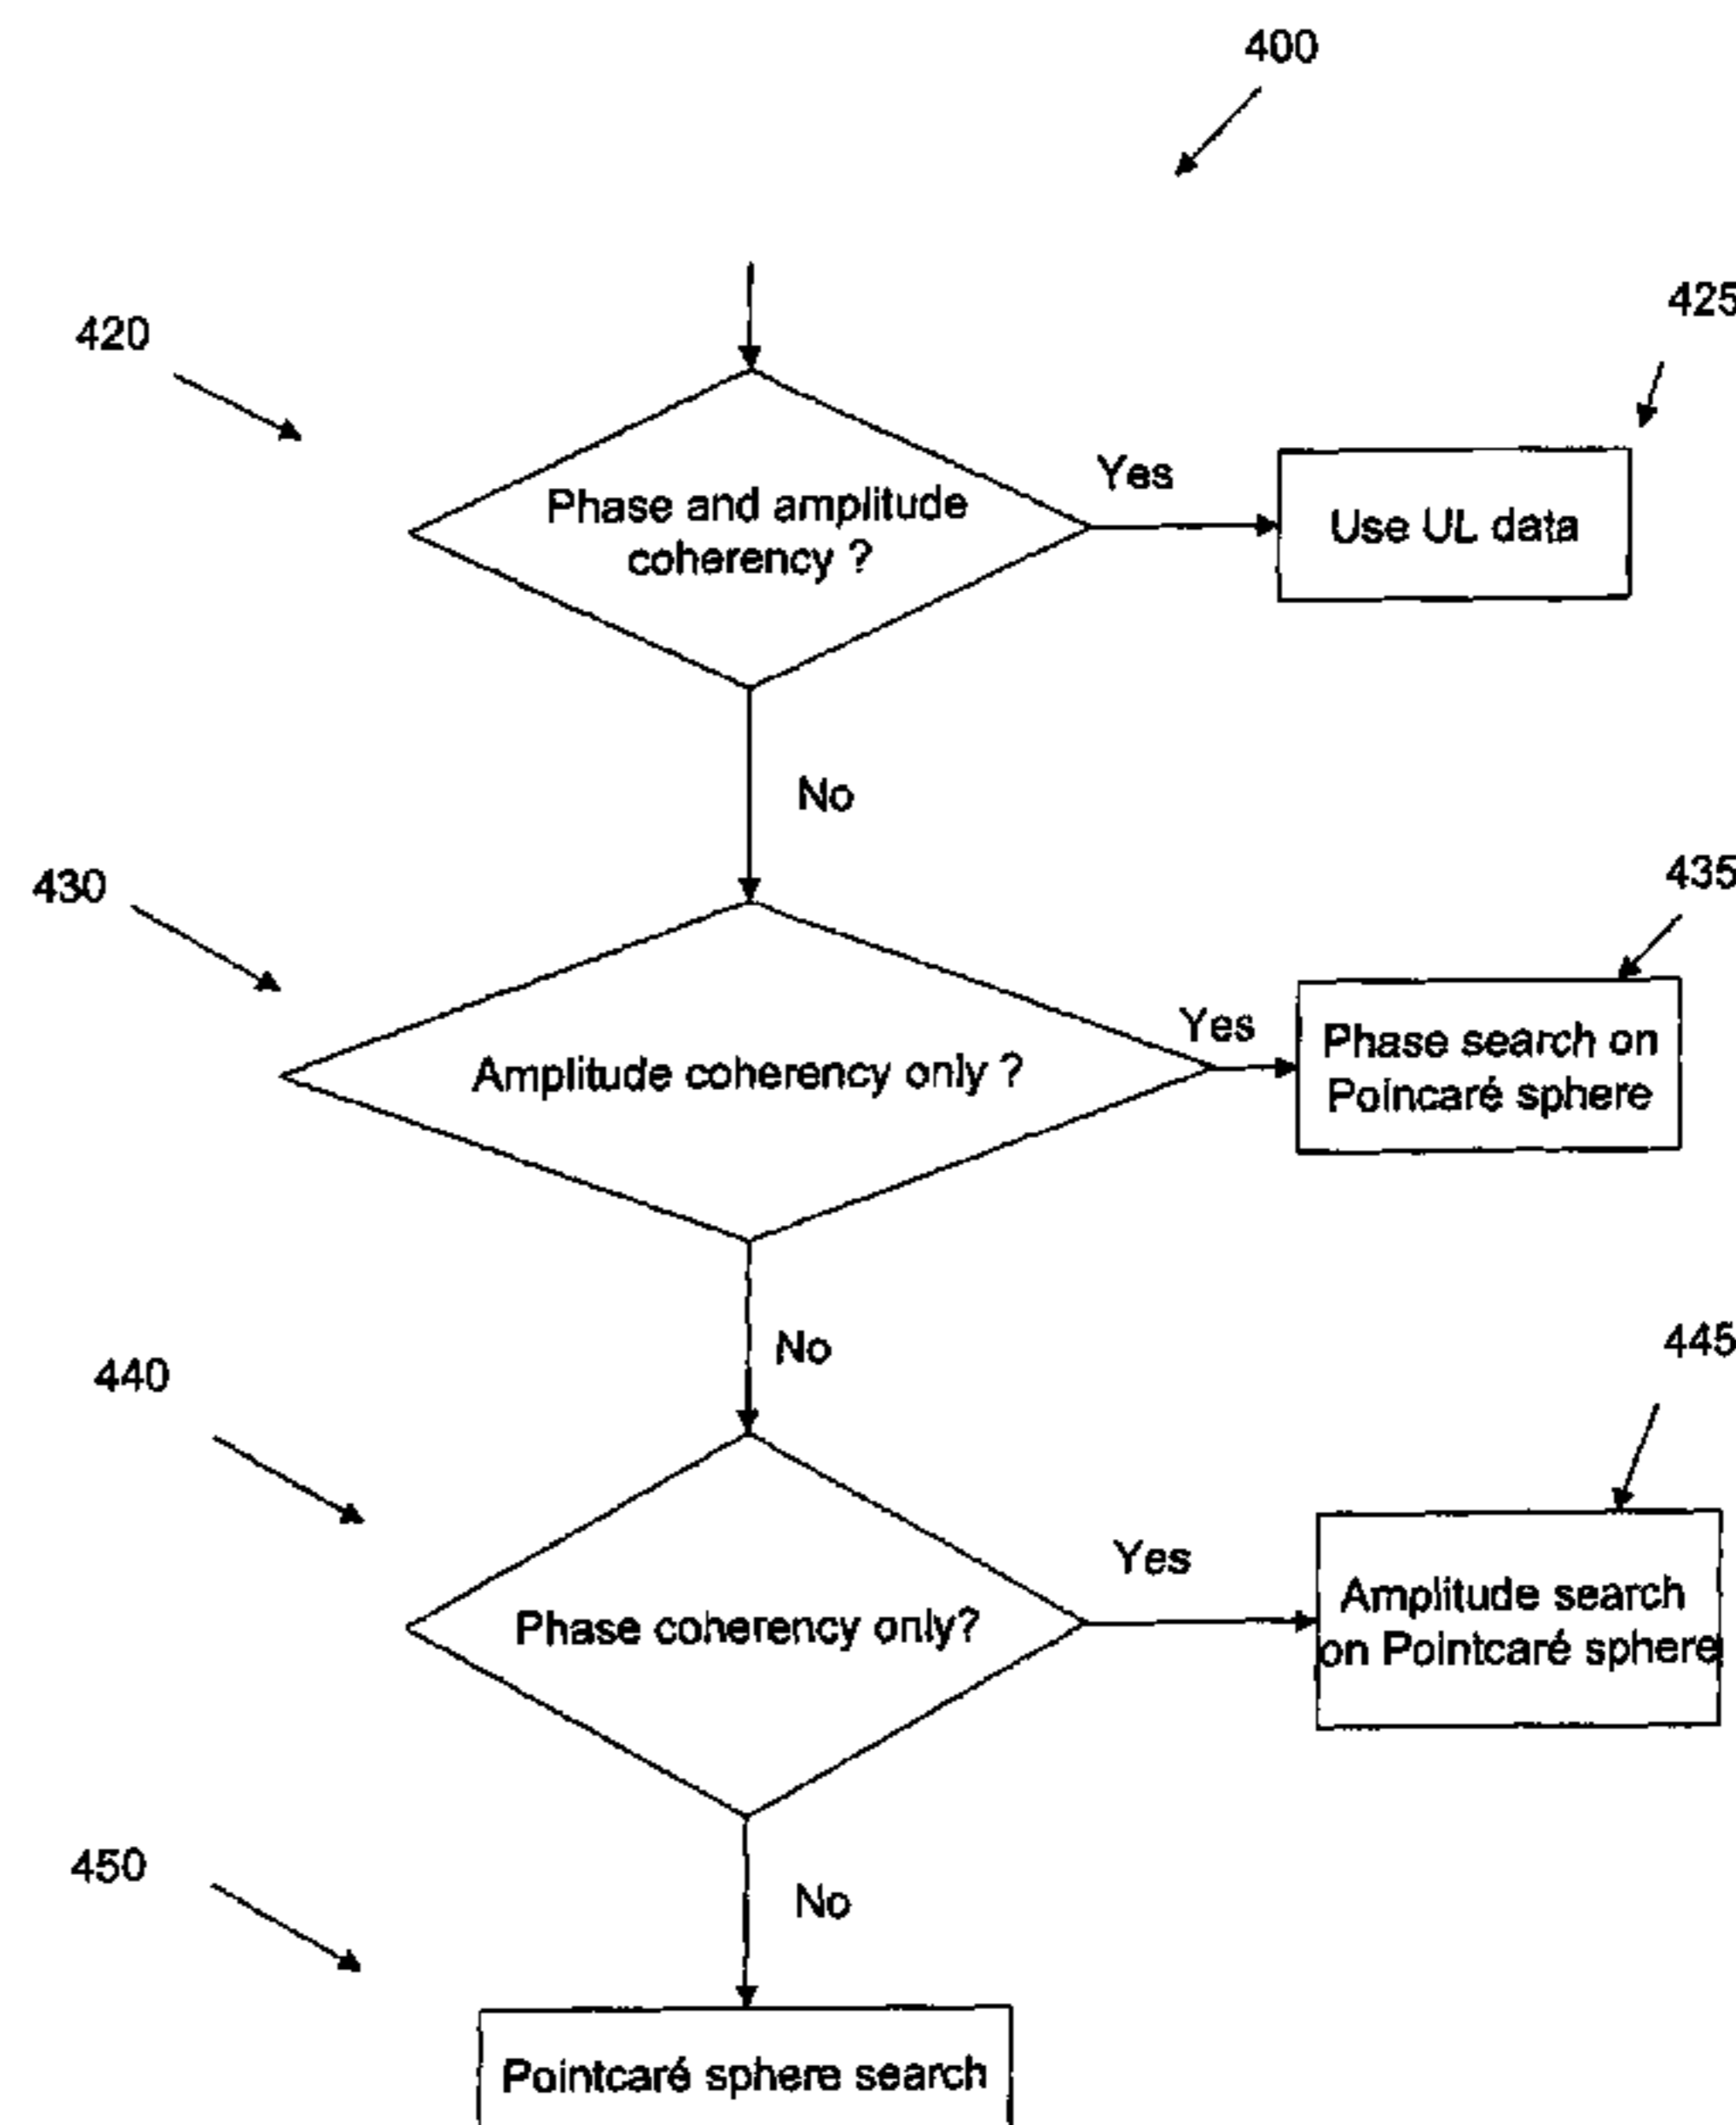 400
420
425
Phase and amplitude
coherency ?
Yes
Use UL data
No
430
435
Amplitude coherency only ?
Yes
Phase search on
Poincaré sphere
No
440
445
Phase coherency only?
Yes
Amplitude search
on Pointcaré sphere
450
No
Pointcaré sphere search